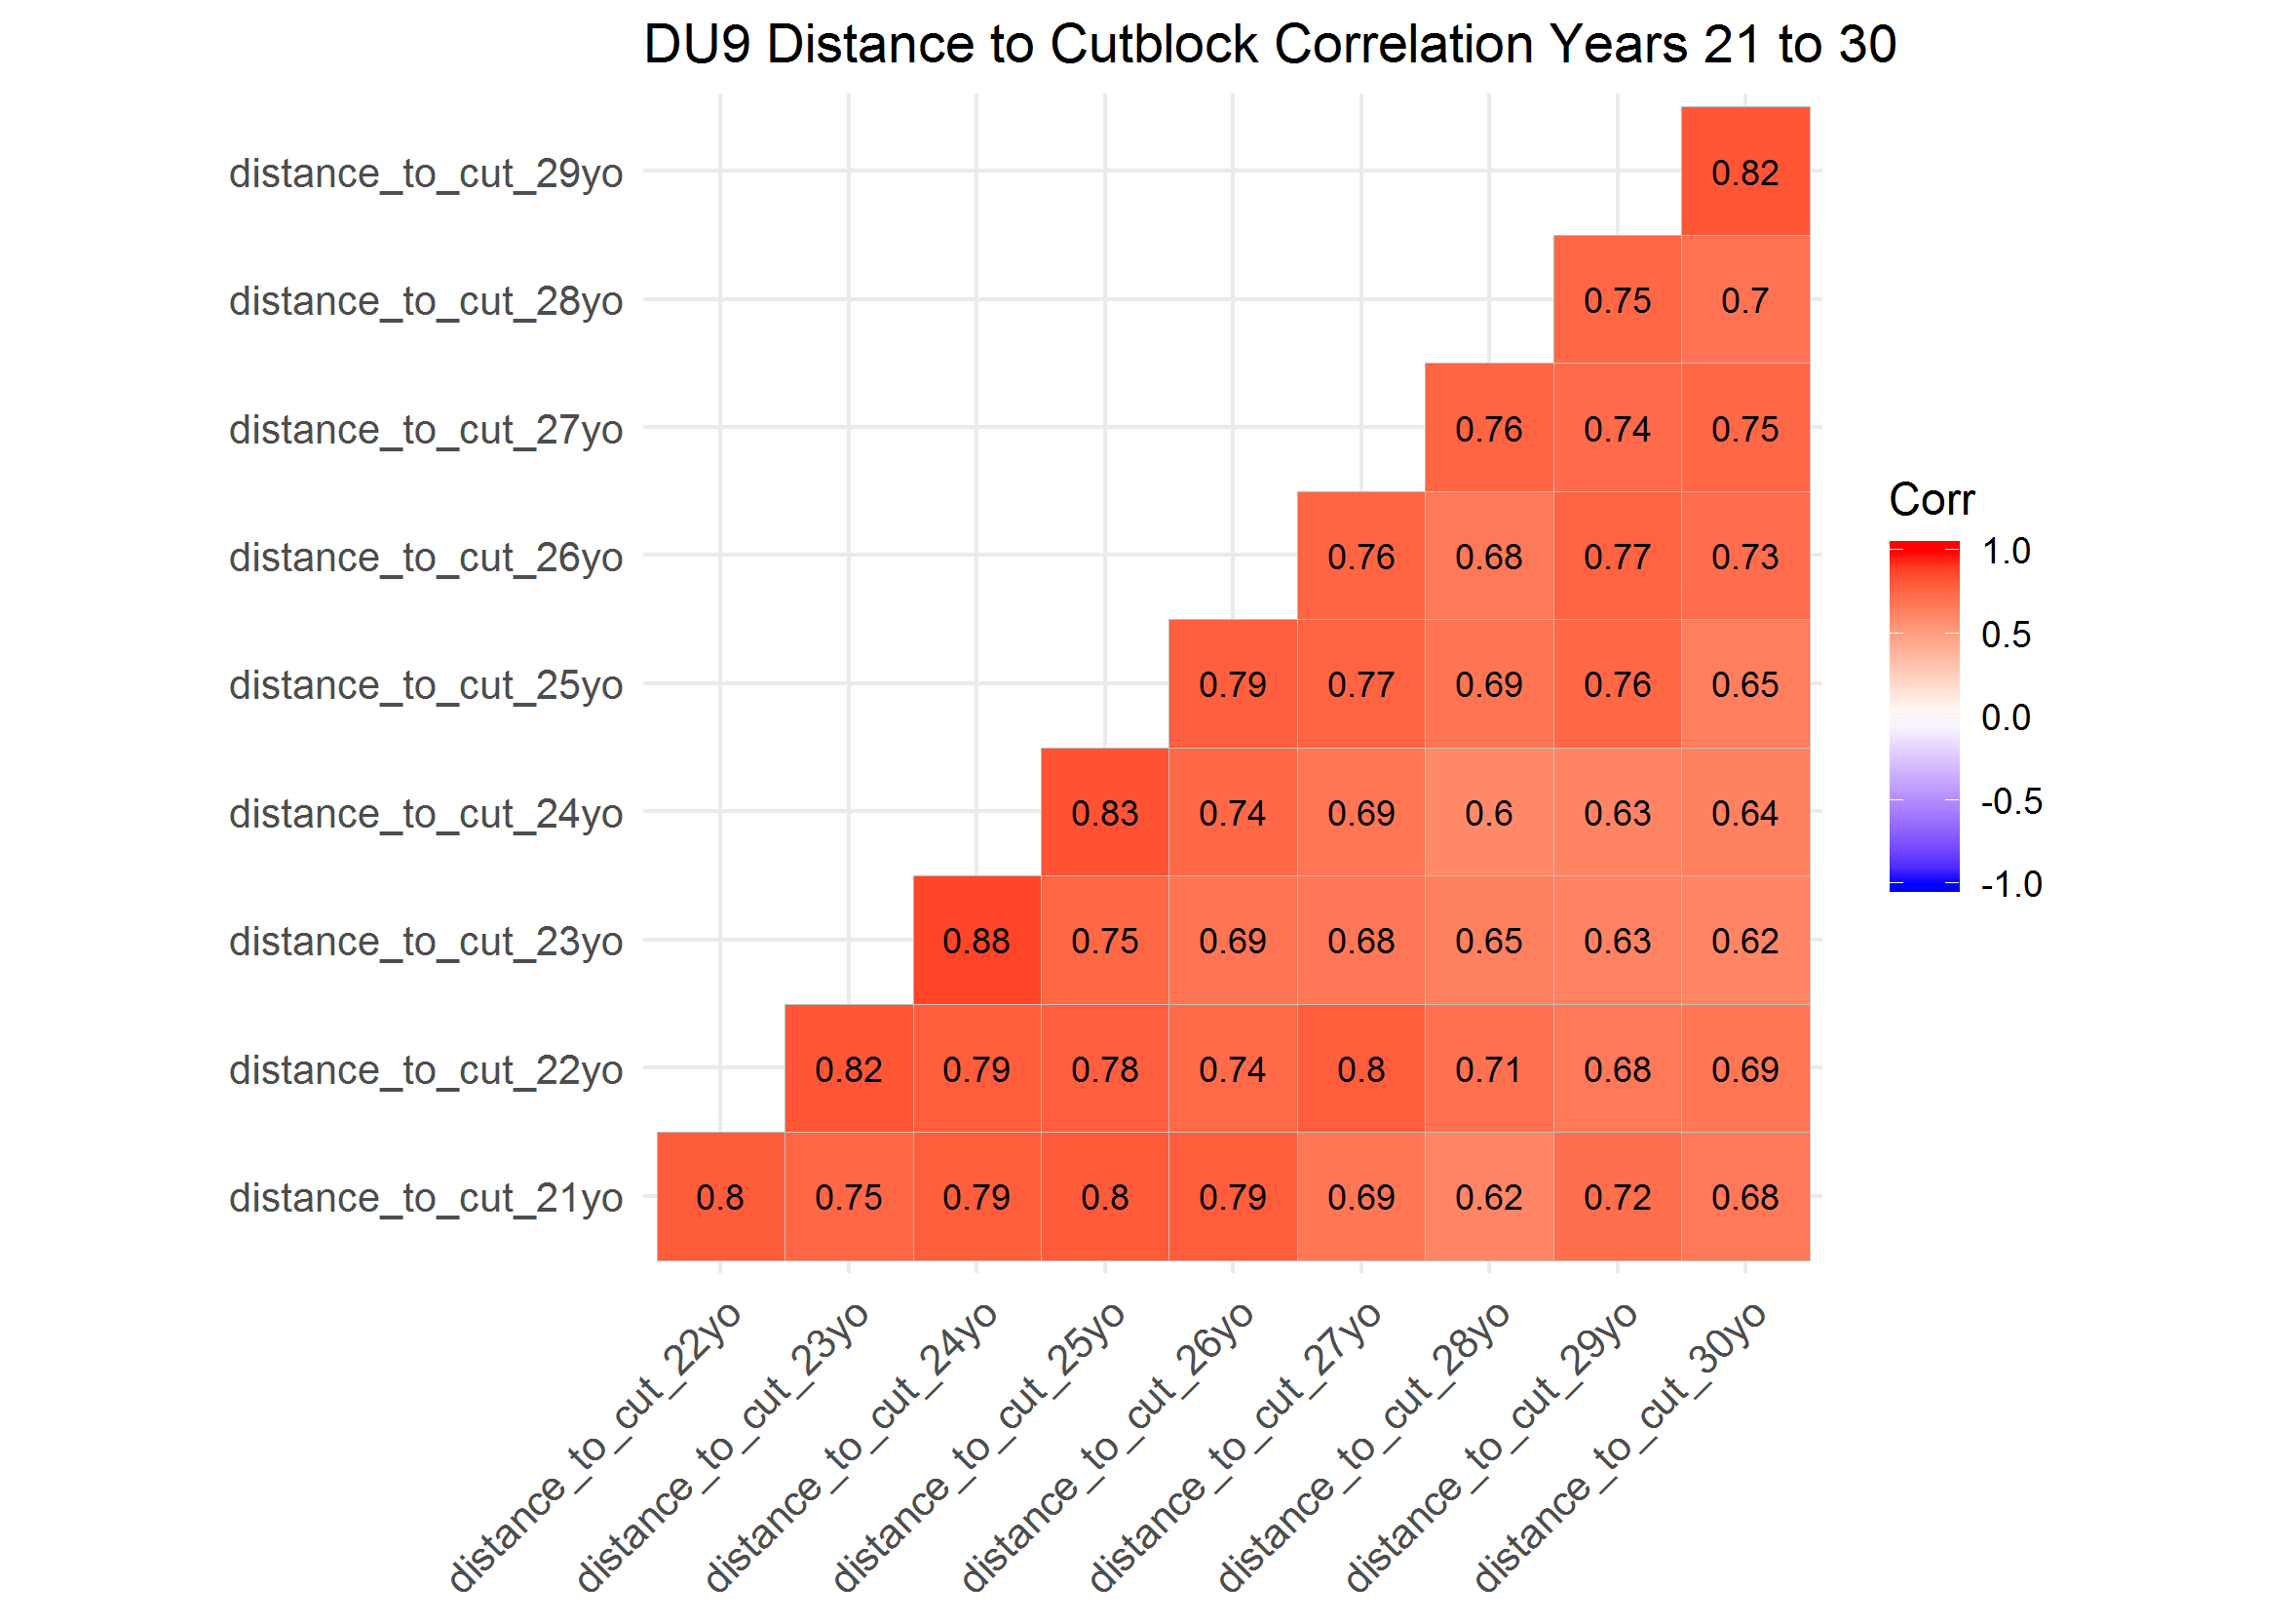 DU9 Distance to Cutblock Correlation Years 21 to 30
distance_to_cut_29yo
0.82
distance_to_cut_28yo
0.75 0.7
distance_to_cut_27yo
0.76 0.74 0.75
distance_to_cut_26yo
0.76 0.68 0.77 0.73
distance_to_cut_25yo
0.79 0.77 0.69 0.76 0.65
distance_to_cut_24yo
0.83 0.74 0.69 0.6 0.63 0.64
distance_to_cut_23yo
0.88 0.75 0.69 0.68 0.65 0.63 0.62
distance_to_cut_22yo
0.82 0.79 0.78 0.74 0.8 0.71 0.68 0.69
distance_to_cut_21yo
0.8 0.75 0.79 0.8 0.79 0.69 0.62 0.72 0.68
distance_to_cut_22yo
distance_to_cut_23yo
distance_to_cut_24yo
distance_to_cut_25yo
distance_to_cut_26yo
distance_to_cut_27yo
distance_to_cut_28yo
distance_to_cut_29yo
distance_to_cut_30yo
Corr
1.0
0.5
0.0
-0.5
-1.0